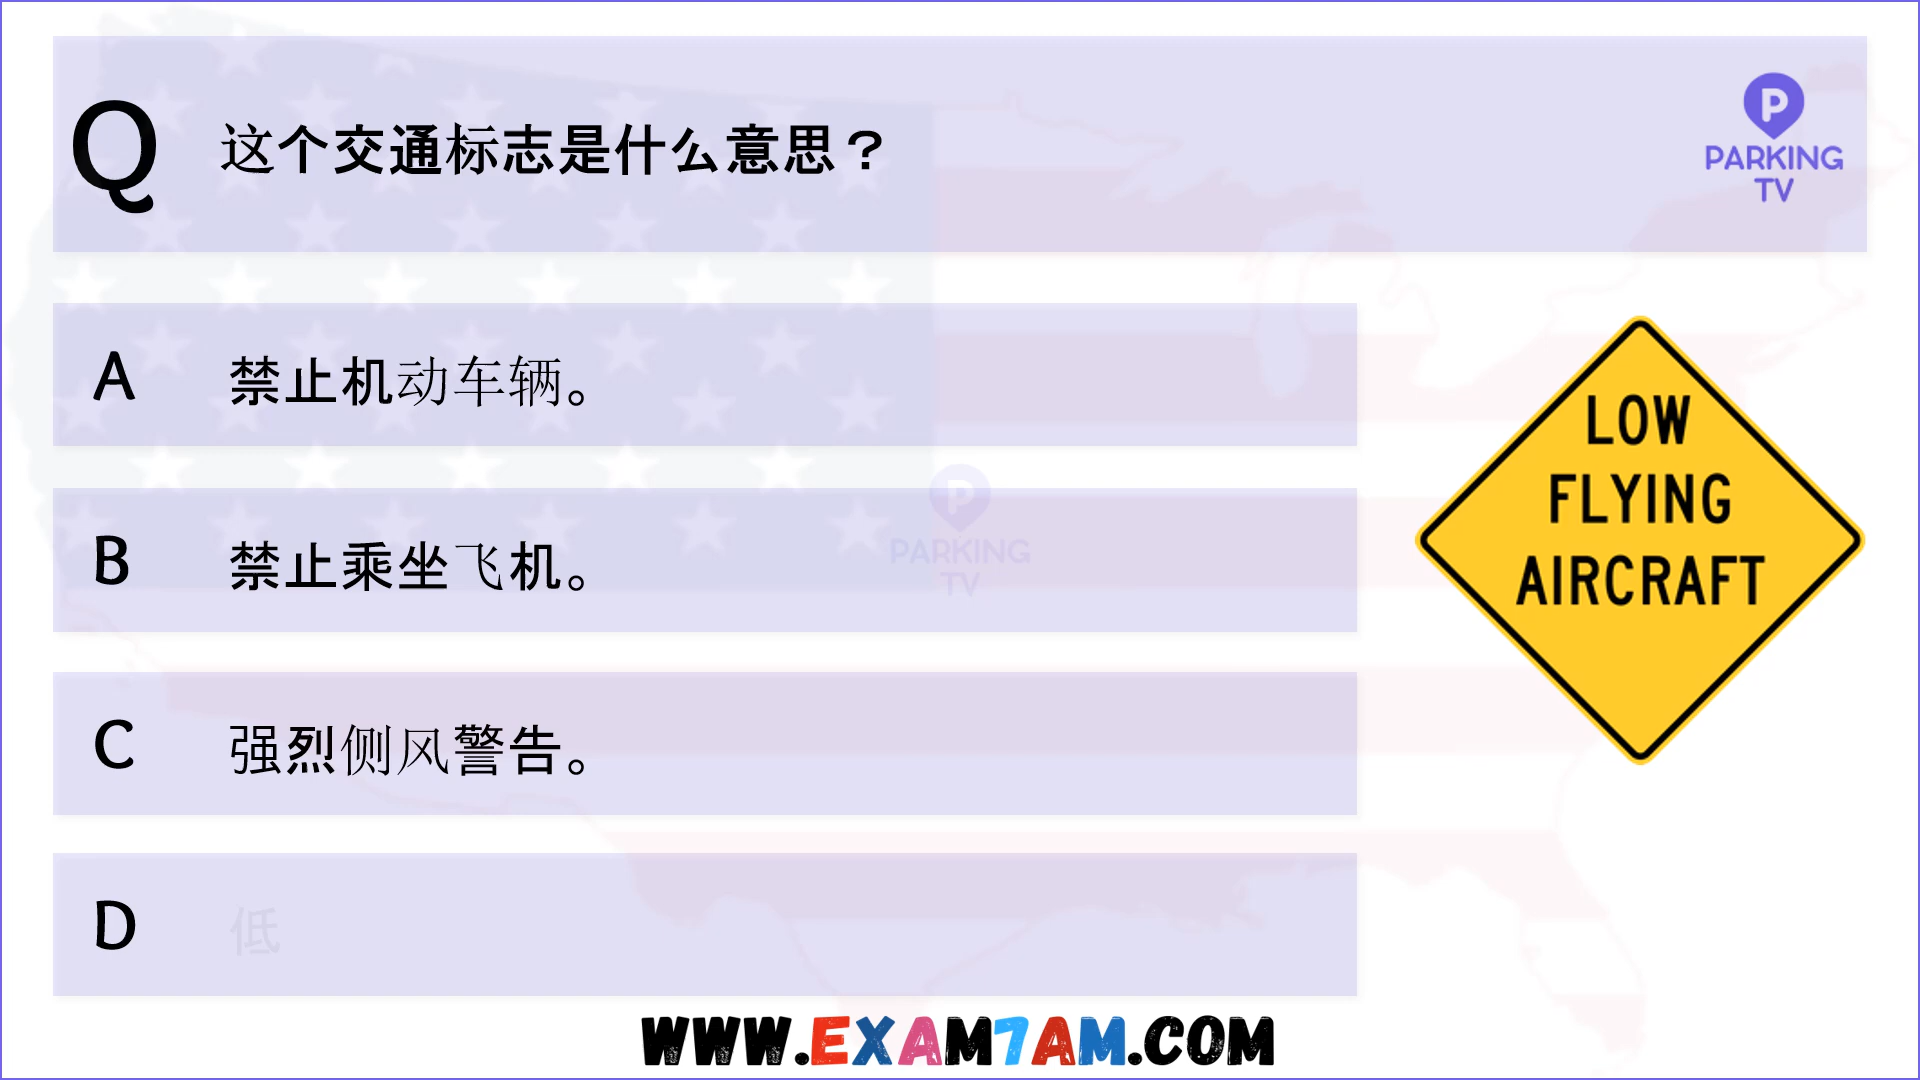 Q 这个交通标志是什么意思？
PARKING
TV
A 禁止机动车辆。
B 禁止乘坐飞机。
C 强烈侧风警告。
D 低
LOW
FLYING
AIRCRAFT
PARKING
TV
WWW.EXAM7AM.COM